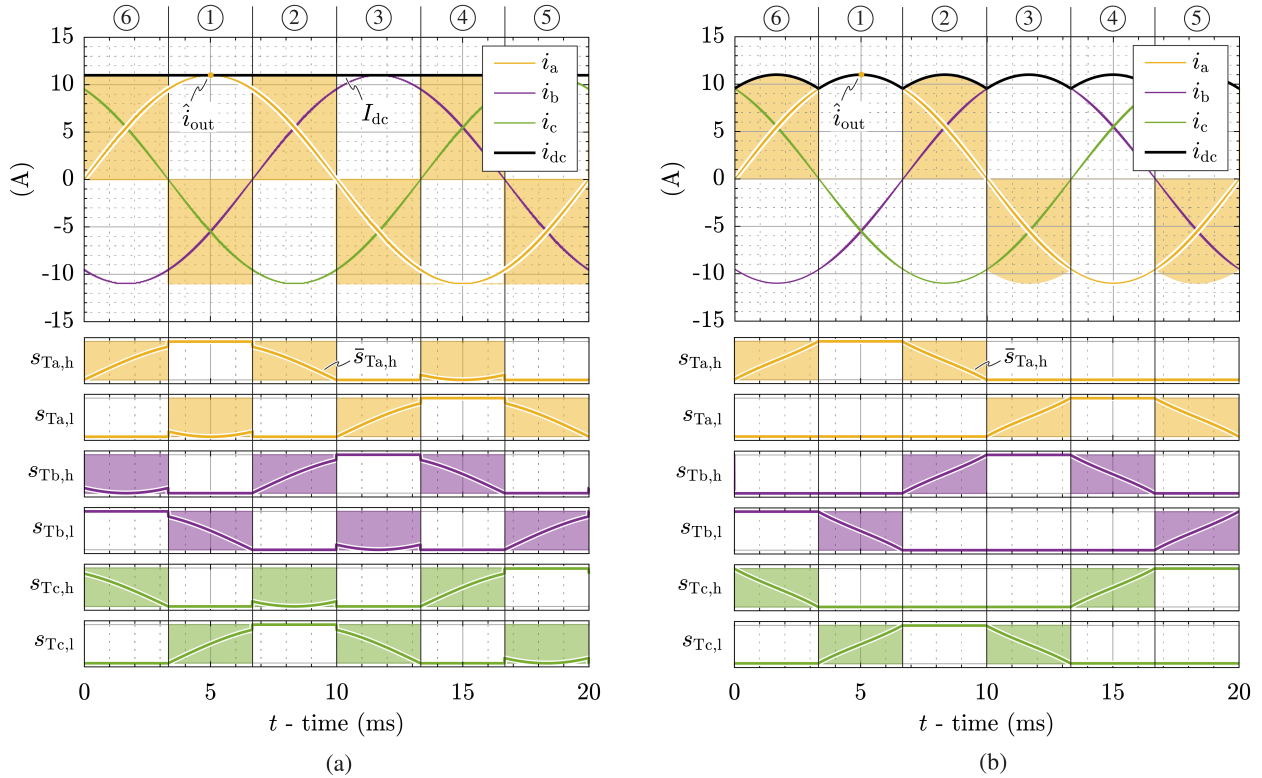 ⑥ ① ② ③ ④ ⑤
15
10
5
0
-5
-10
-15
(A)
î_out
I_dc
i_a
i_b
i_c
i_dc
s_Ta,h
s̄_Ta,h
s_Ta,l
s_Tb,h
s_Tb,l
s_Tc,h
s_Tc,l
0 5 10 15 20
t - time (ms)
(a)
⑥ ① ② ③ ④ ⑤
15
10
5
0
-5
-10
-15
(A)
î_out
i_a
i_b
i_c
i_dc
s_Ta,h
s̄_Ta,h
s_Ta,l
s_Tb,h
s_Tb,l
s_Tc,h
s_Tc,l
0 5 10 15 20
t - time (ms)
(b)